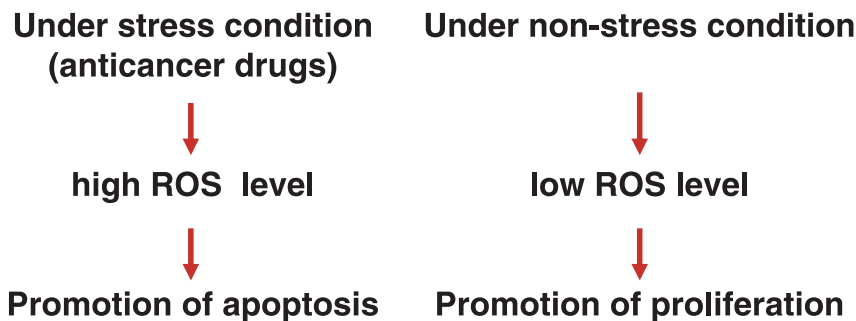 Under stress condition
(anticancer drugs)
high ROS level
Promotion of apoptosis
Under non-stress condition
low ROS level
Promotion of proliferation